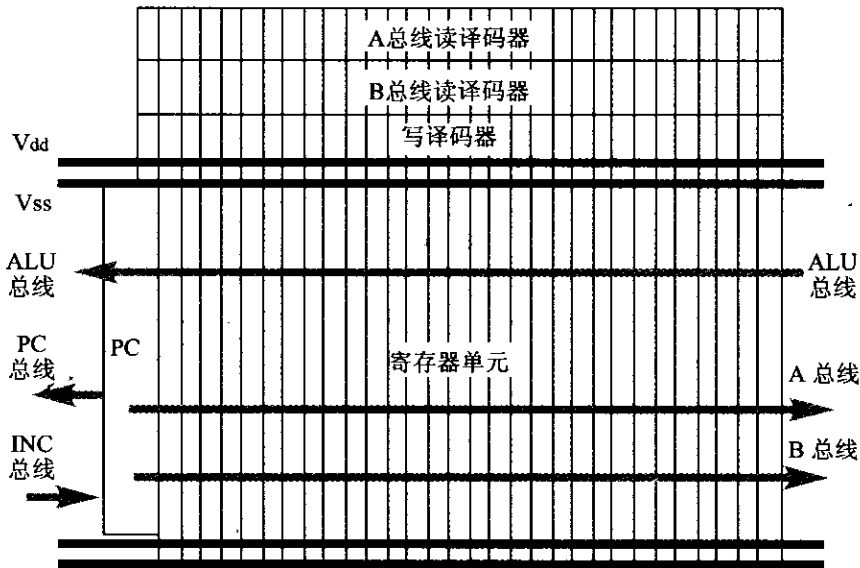 A总线读译码器
B总线读译码器
写译码器
Vdd
Vss
ALU
总线
ALU
总线
PC
总线
PC
寄存器单元
A 总线
INC
总线
B 总线